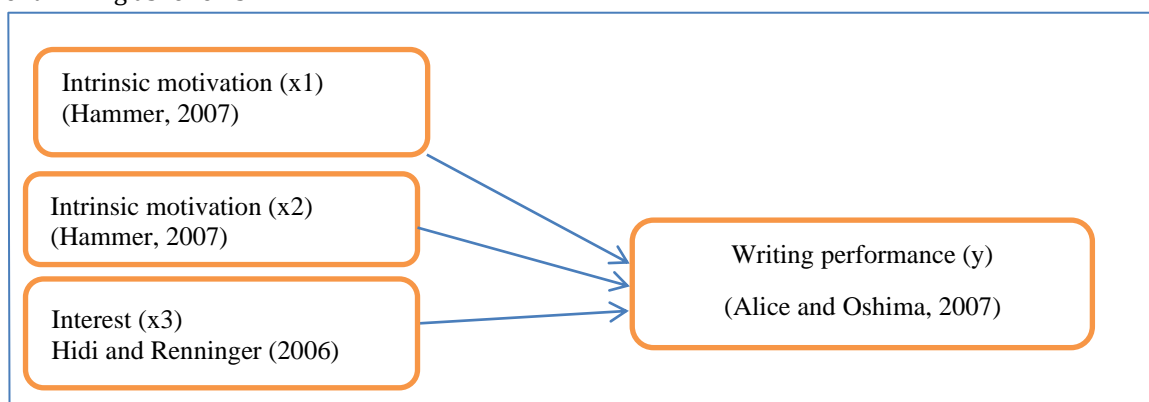 Intrinsic motivation (x1)
(Hammer, 2007)
Intrinsic motivation (x2)
(Hammer, 2007)
Interest (x3)
Hidi and Renninger (2006)
Writing performance (y)
(Alice and Oshima, 2007)